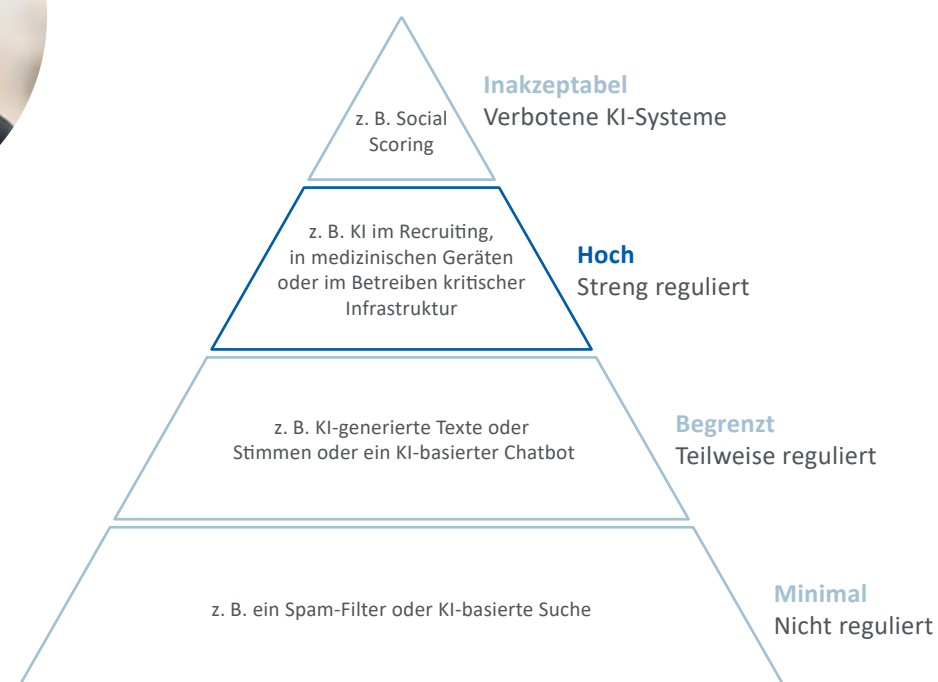 Inakzeptabel
Verbotene KI-Systeme
z. B. Social
Scoring
z. B. KI im Recruiting,
in medizinischen Geräten
oder im Betreiben kritischer
Infrastruktur
Hoch
Streng reguliert
z. B. KI-generierte Texte oder
Stimmen oder ein KI-basierter Chatbot
Begrenzt
Teilweise reguliert
z. B. ein Spam-Filter oder KI-basierte Suche
Minimal
Nicht reguliert